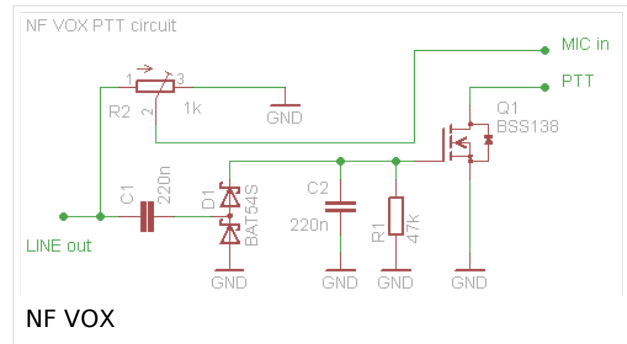 NF VOX PTT circuit
MIC in
PTT
1
3
R2
2
1k
GND
Q1
BSS138
C1
220n
D1
BAT54S
C2
220n
R1
47k
LINE out
GND
GND
GND
GND
NF VOX